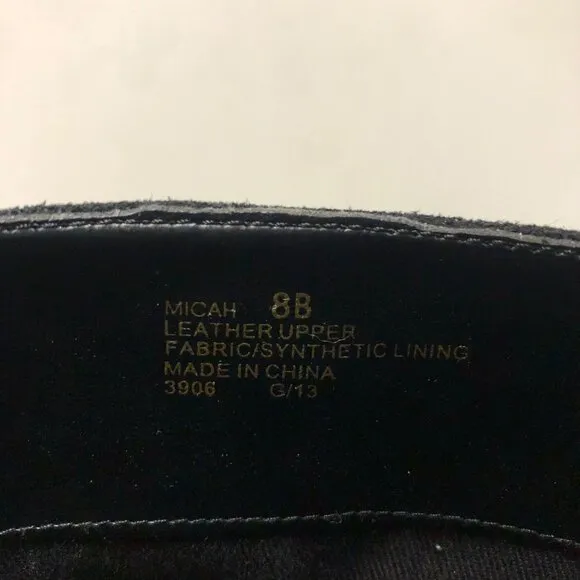 MICAH 8B
LEATHER UPPER
FABRIC/SYNTHETIC LINING
MADE IN CHINA
3906 G/13